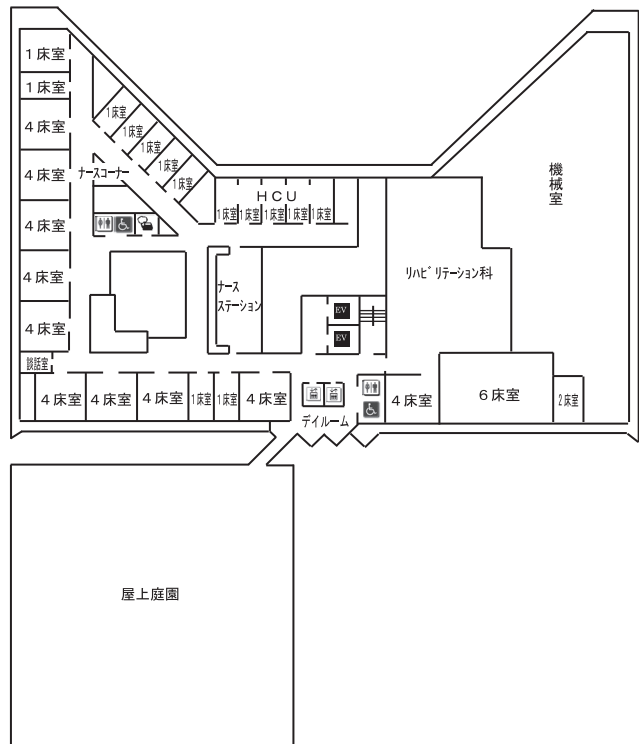 1床室
1床室
4床室
4床室
4床室
4床室
4床室
談話室
1床室
1床室
1床室
1床室
1床室
ナースコーナー
HCU
1床室
1床室
1床室
1床室
1床室
機械室
リハビリテーション科
ナース
ステーション
EV
EV
4床室
4床室
4床室
1床室
1床室
4床室
デイルーム
4床室
6床室
2床室
屋上庭園